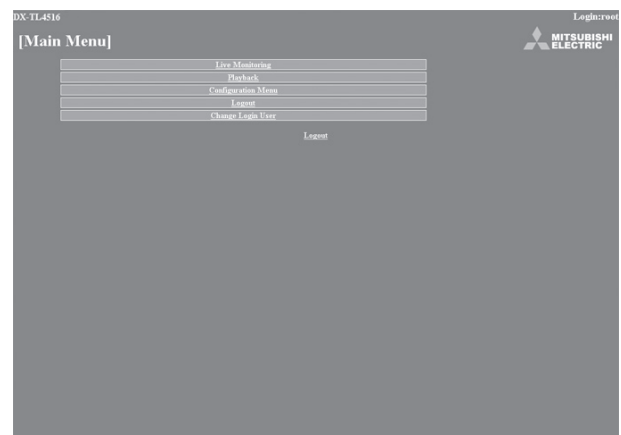 DX-TL4516 Login:root
[Main Menu]
MITSUBISHI
ELECTRIC
Live Monitoring
Playback
Configuration Menu
Logout
Change Login User
Logout